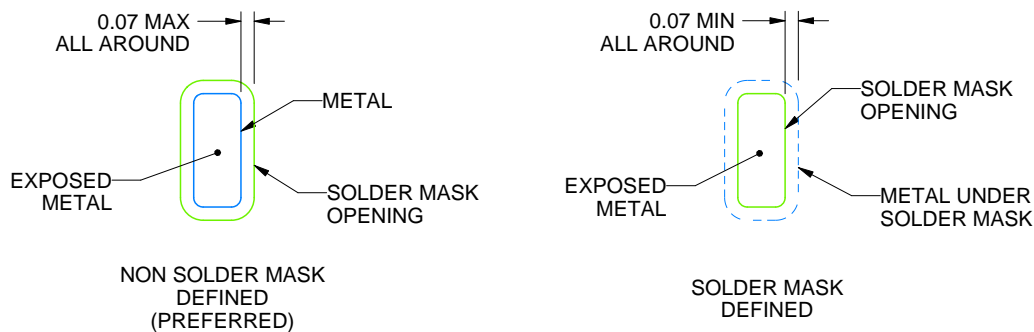 0.07 MAX
ALL AROUND
METAL
EXPOSED
METAL
SOLDER MASK
OPENING
NON SOLDER MASK
DEFINED
(PREFERRED)
0.07 MIN
ALL AROUND
SOLDER MASK
OPENING
EXPOSED
METAL
METAL UNDER
SOLDER MASK
SOLDER MASK
DEFINED